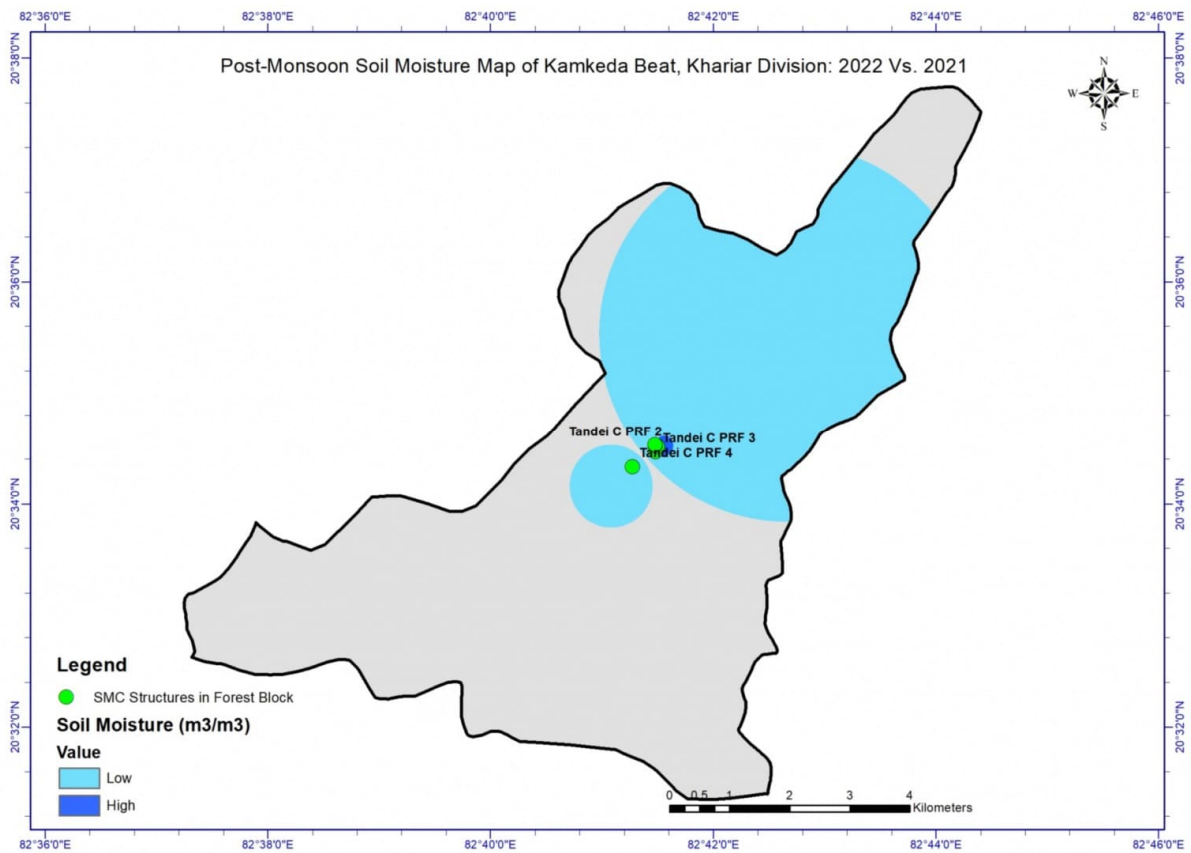 82°36'0"E 82°38'0"E 82°40'0"E 82°42'0"E 82°44'0"E 82°46'0"E
20°38'0"N 20°38'0"N
Post-Monsoon Soil Moisture Map of Kamkeda Beat, Khariar Division: 2022 Vs. 2021
N
W E
S
20°36'0"N 20°36'0"N
Tandei C PRF 2
Tandei C PRF 3
Tandei C PRF 4
20°34'0"N 20°34'0"N
Legend
SMC Structures in Forest Block
Soil Moisture (m3/m3)
Value
Low
High
20°32'0"N 20°32'0"N
0 0.5 1 2 3 4
Kilometers
82°36'0"E 82°38'0"E 82°40'0"E 82°42'0"E 82°44'0"E 82°46'0"E